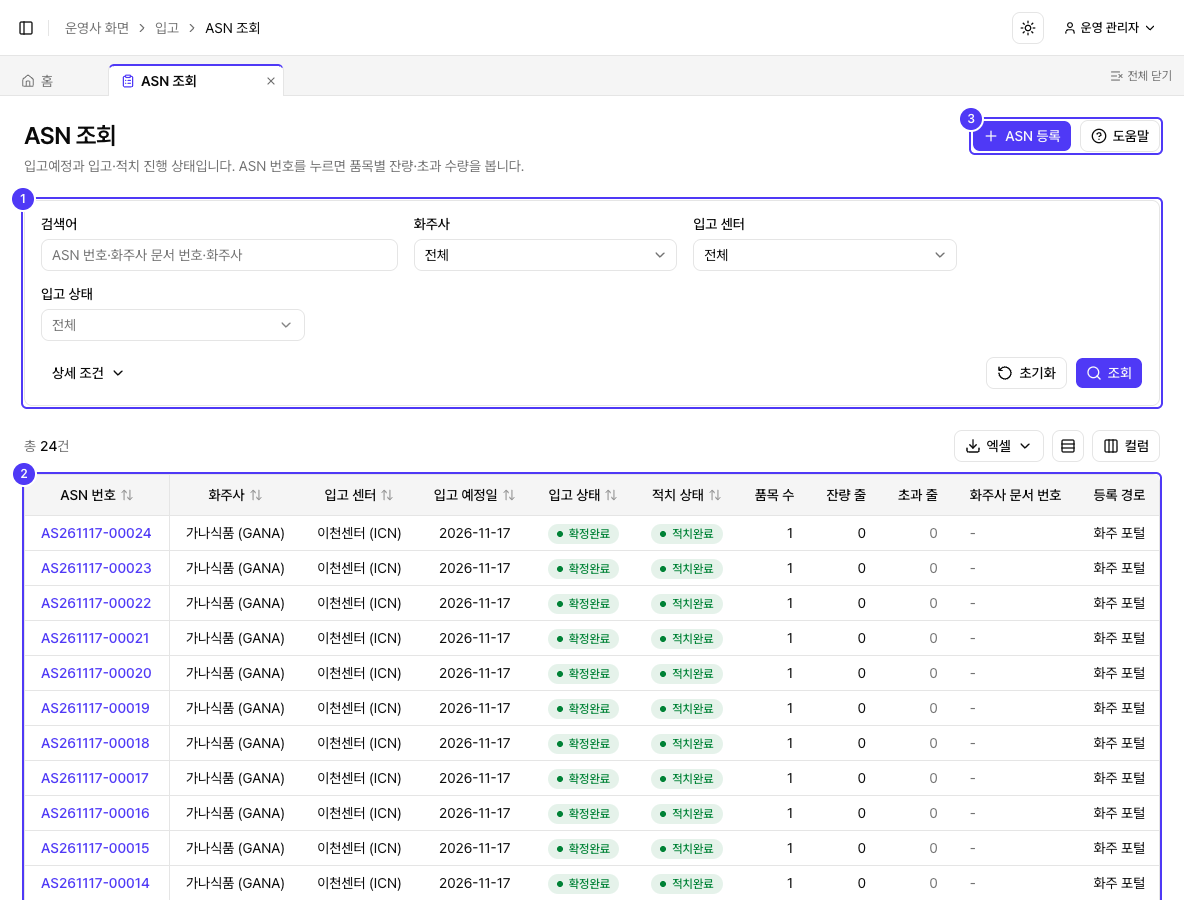 운영사 화면 > 입고 > ASN 조회
운영 관리자
홈
ASN 조회
전체 닫기
ASN 조회
입고예정과 입고·적치 진행 상태입니다. ASN 번호를 누르면 품목별 잔량·초과 수량을 봅니다.
3
ASN 등록
도움말
1
검색어 화주사 입고 센터
ASN 번호·화주사 문서 번호·화주사 전체 전체
입고 상태
전체
상세 조건
초기화
조회
총 24건
엑셀
컬럼
2
ASN 번호 화주사 입고 센터 입고 예정일 입고 상태 적치 상태 품목 수 잔량 줄 초과 줄 화주사 문서 번호 등록 경로
AS261117-00024 가나식품 (GANA) 이천센터 (ICN) 2026-11-17 확정완료 적치완료 1 0 0 - 화주 포털
AS261117-00023 가나식품 (GANA) 이천센터 (ICN) 2026-11-17 확정완료 적치완료 1 0 0 - 화주 포털
AS261117-00022 가나식품 (GANA) 이천센터 (ICN) 2026-11-17 확정완료 적치완료 1 0 0 - 화주 포털
AS261117-00021 가나식품 (GANA) 이천센터 (ICN) 2026-11-17 확정완료 적치완료 1 0 0 - 화주 포털
AS261117-00020 가나식품 (GANA) 이천센터 (ICN) 2026-11-17 확정완료 적치완료 1 0 0 - 화주 포털
AS261117-00019 가나식품 (GANA) 이천센터 (ICN) 2026-11-17 확정완료 적치완료 1 0 0 - 화주 포털
AS261117-00018 가나식품 (GANA) 이천센터 (ICN) 2026-11-17 확정완료 적치완료 1 0 0 - 화주 포털
AS261117-00017 가나식품 (GANA) 이천센터 (ICN) 2026-11-17 확정완료 적치완료 1 0 0 - 화주 포털
AS261117-00016 가나식품 (GANA) 이천센터 (ICN) 2026-11-17 확정완료 적치완료 1 0 0 - 화주 포털
AS261117-00015 가나식품 (GANA) 이천센터 (ICN) 2026-11-17 확정완료 적치완료 1 0 0 - 화주 포털
AS261117-00014 가나식품 (GANA) 이천센터 (ICN) 2026-11-17 확정완료 적치완료 1 0 0 - 화주 포털